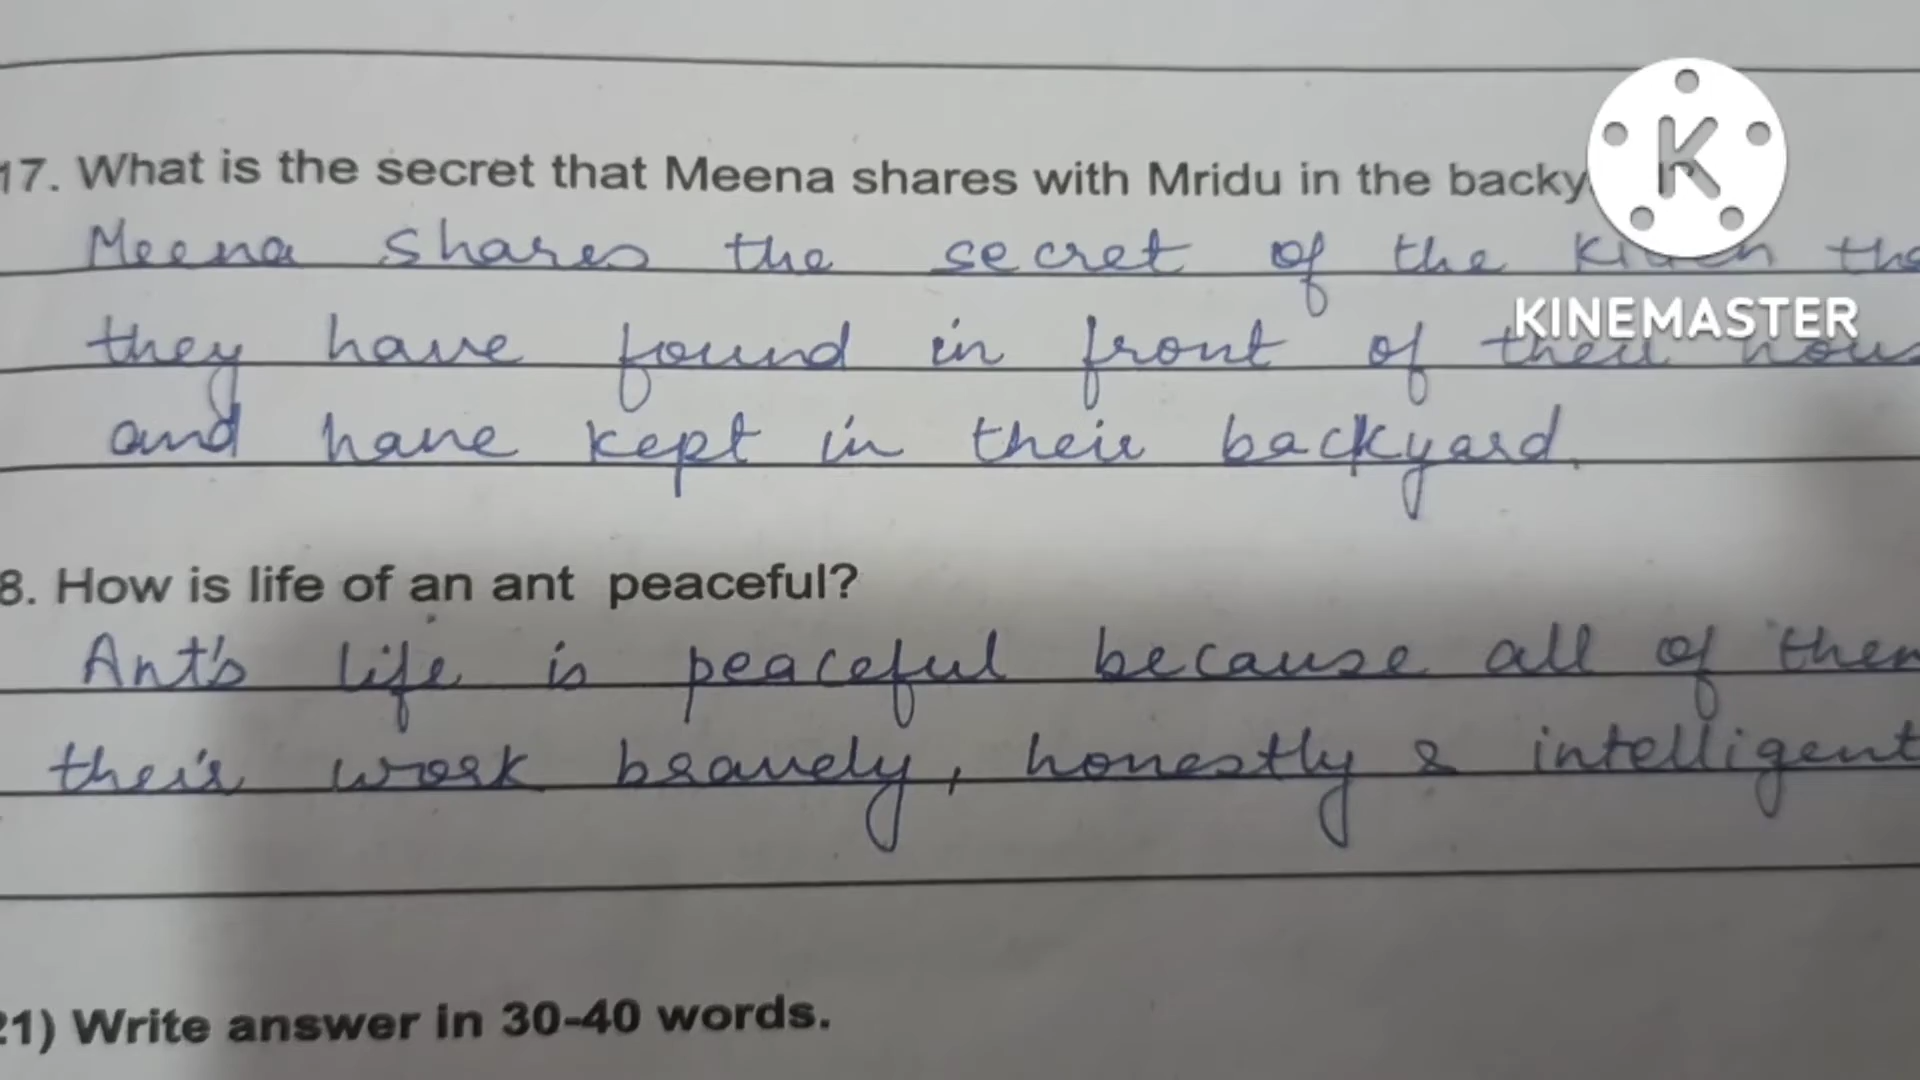 17. What is the secret that Meena shares with Mridu in the
Meena shares the secret of the
they have found in front of their
and have kept in their backyard.
KINEMASTER
8. How is life of an ant peaceful?
Ant's life is peaceful because all of
their work bravely, honestly & 
21) Write answer in 30-40 words.